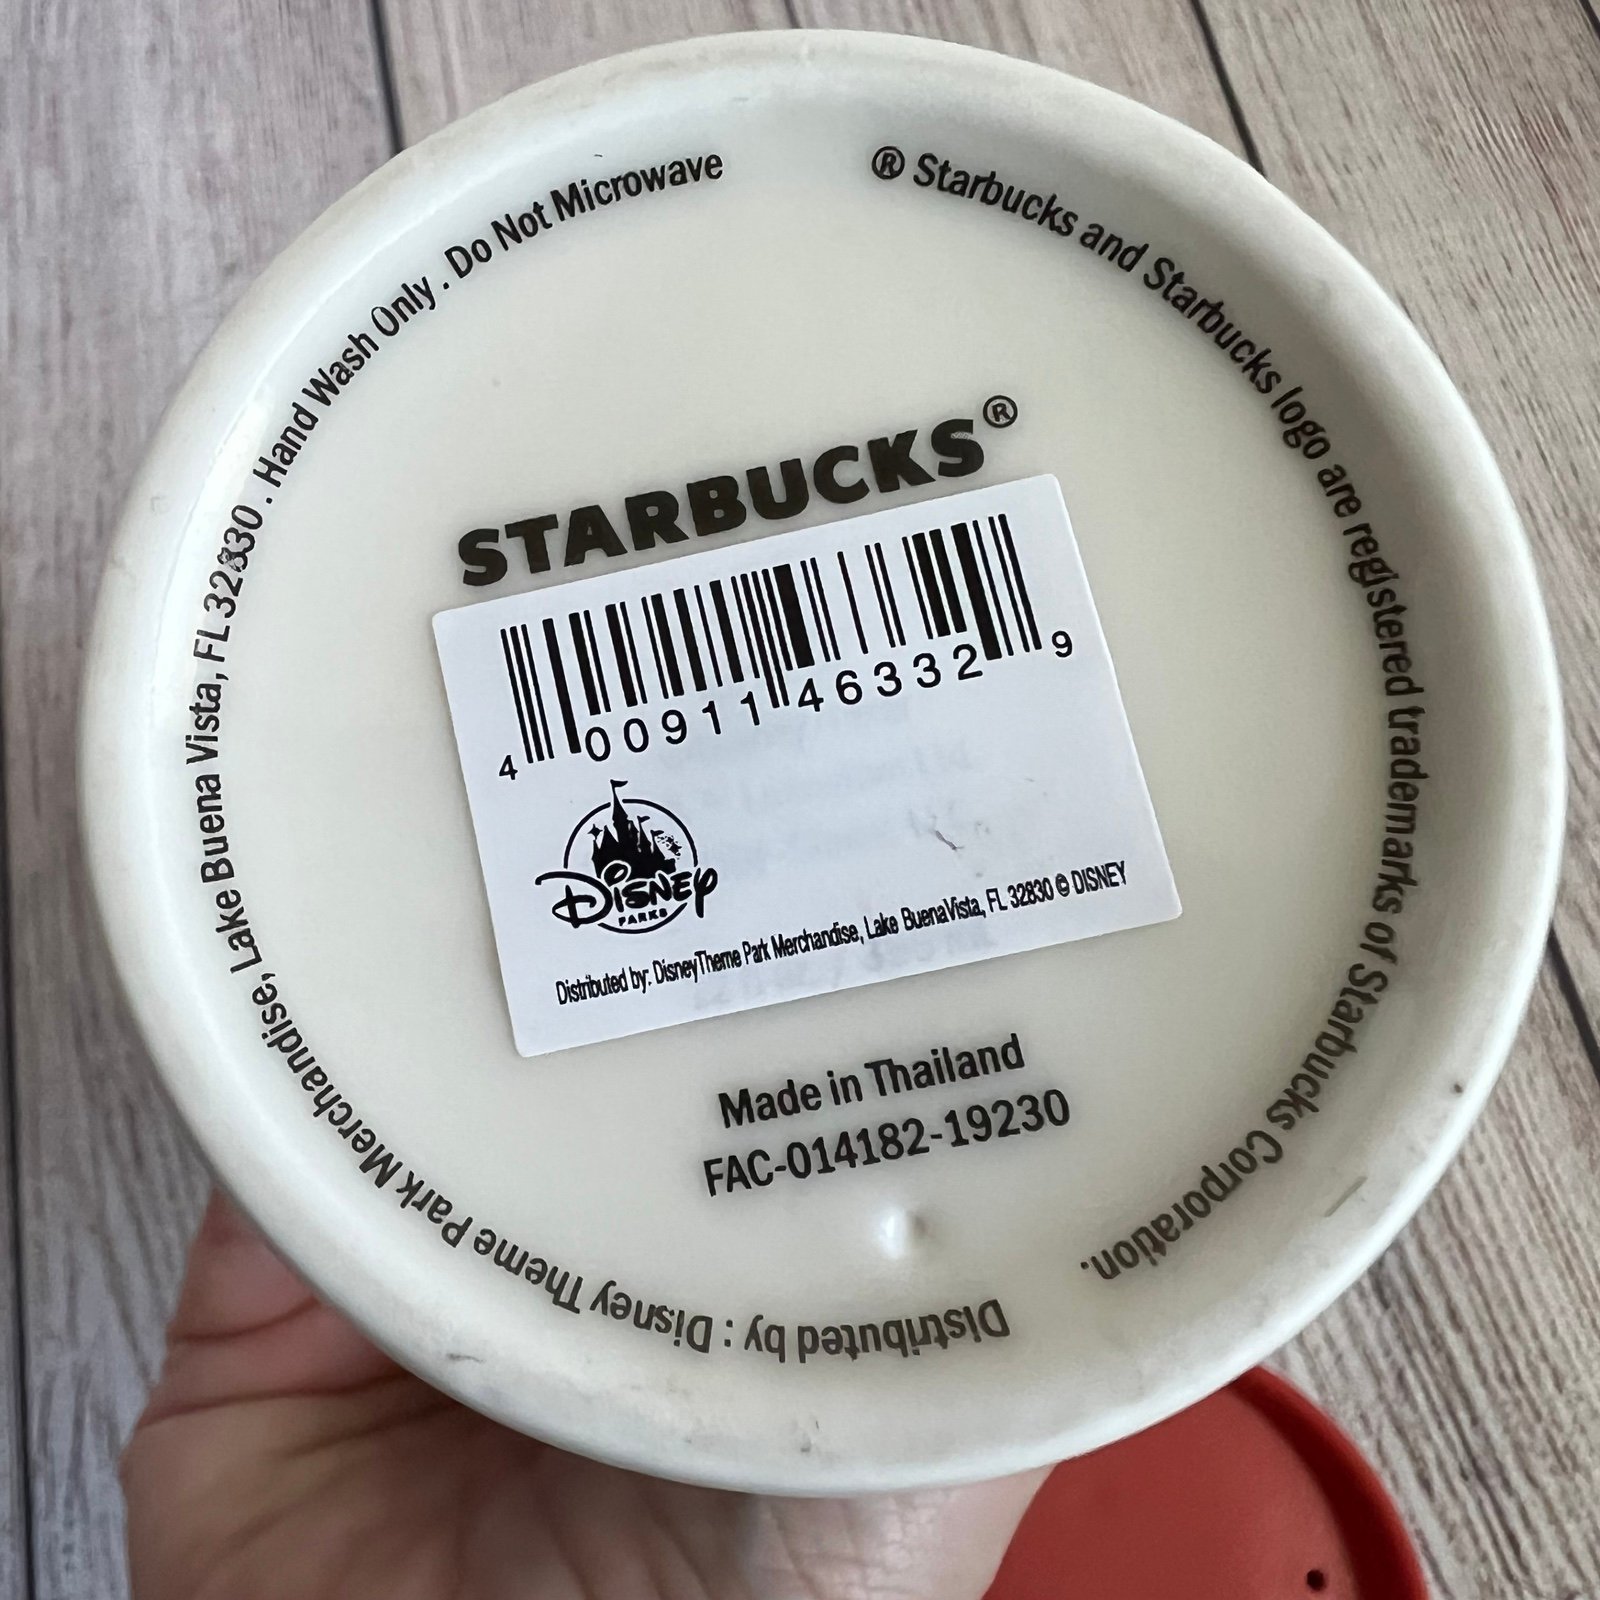 ® Starbucks and Starbucks logo are registered trademarks of Starbucks Corporation.
Distributed by : Disney Theme Park Merchandise, Lake Buena Vista, FL 32830 . Hand Wash Only . Do Not Microwave
STARBUCKS®
4 00911 46332 9
Disney
PARKS
Distributed by: Disney Theme Park Merchandise, Lake BuenaVista, FL 32830 © DISNEY
Made in Thailand
FAC-014182-19230